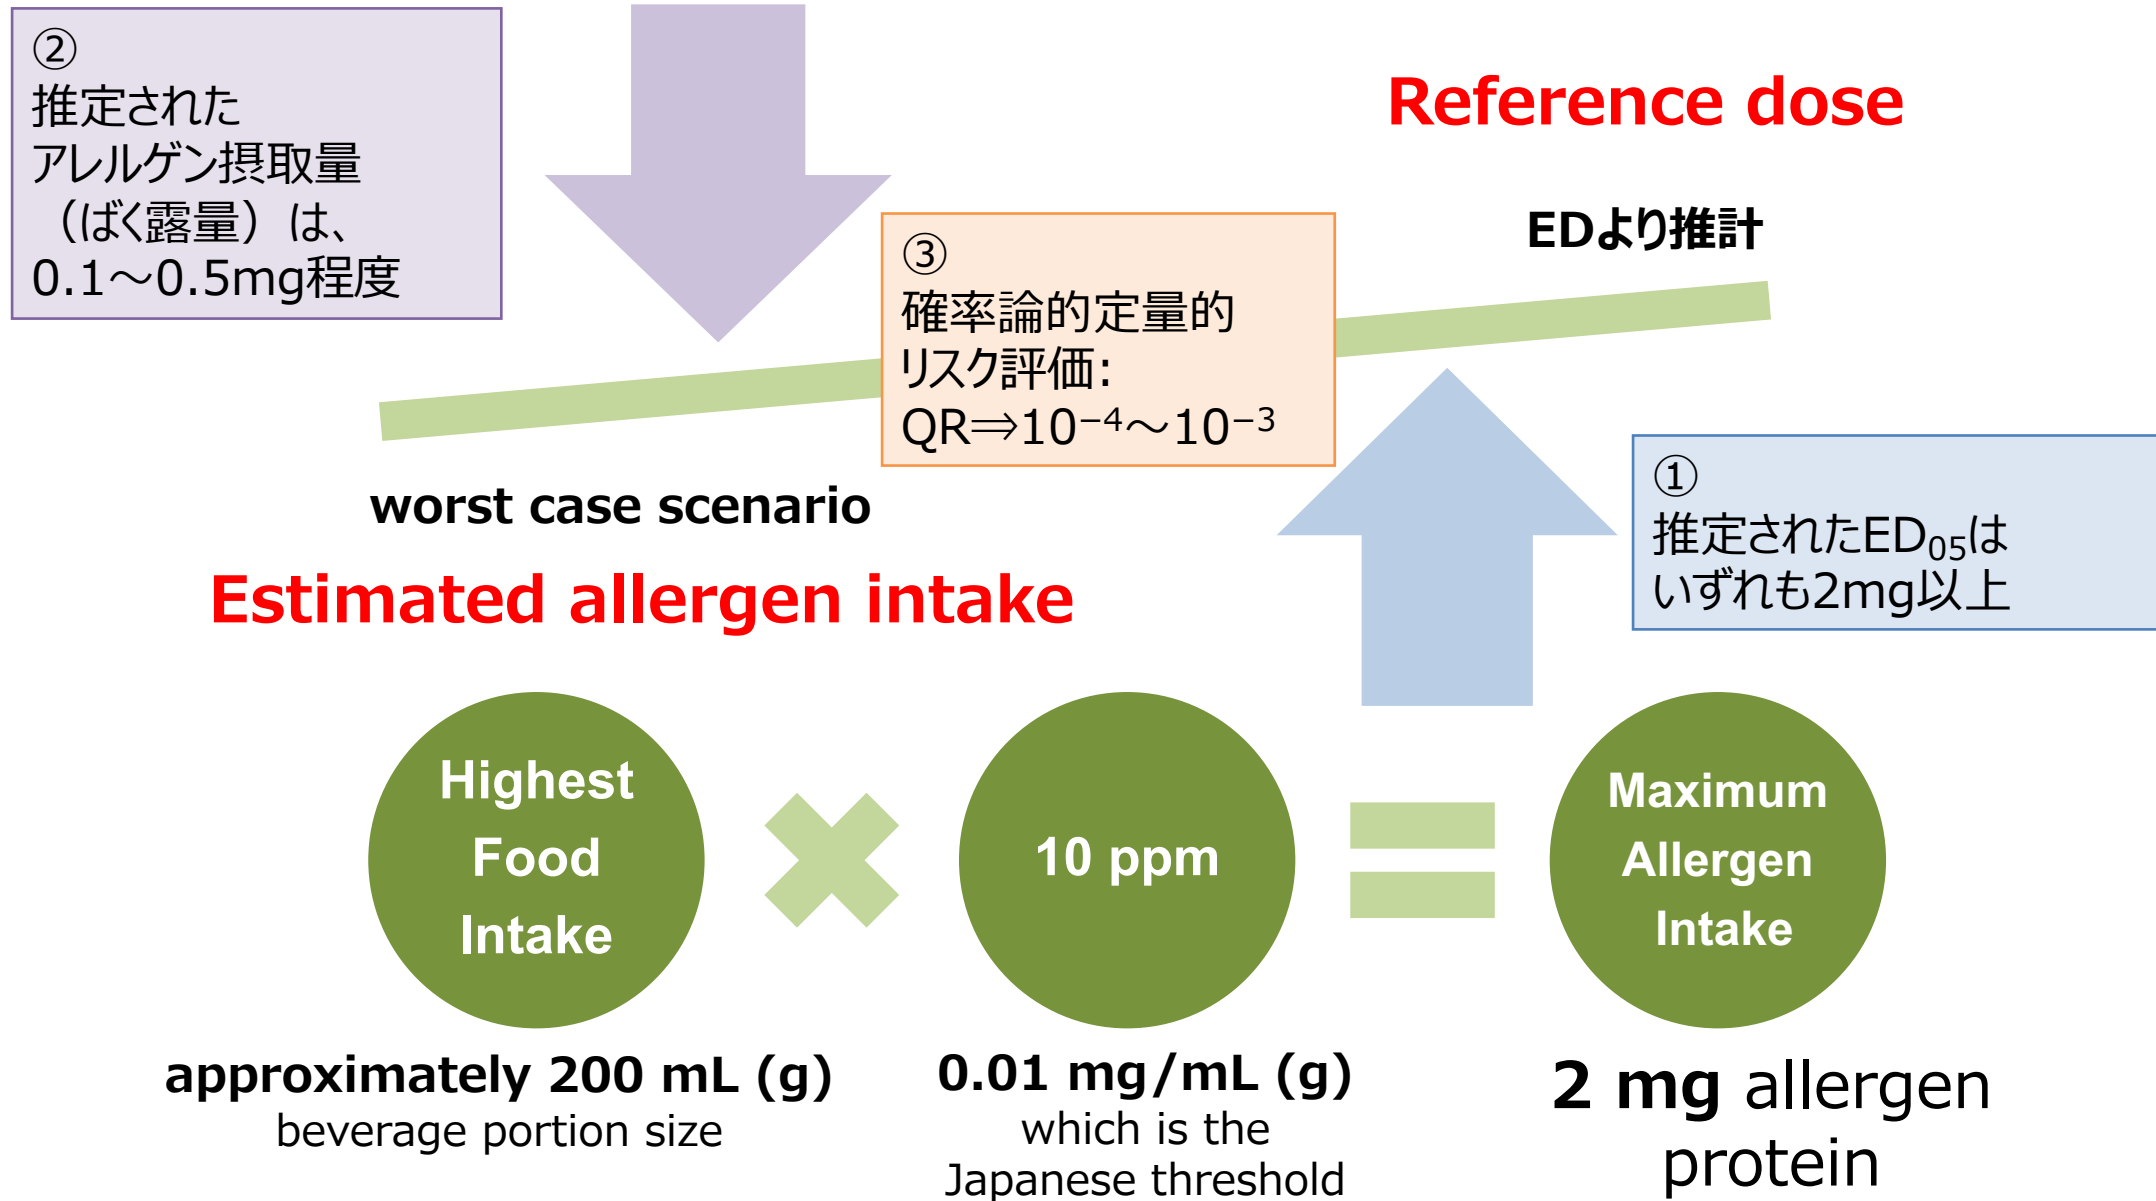 ②
推定された
アレルゲン摂取量
（ばく露量）は、
0.1～0.5mg程度
Reference dose
EDより推計
③
確率論的定量的
リスク評価:
QR⇒10⁻⁴～10⁻³
worst case scenario
Estimated allergen intake
①
推定されたED₀₅は
いずれも2mg以上
Highest
Food
Intake
10 ppm
Maximum
Allergen
Intake
approximately 200 mL (g)
beverage portion size
0.01 mg/mL (g)
which is the
Japanese threshold
2 mg allergen
protein